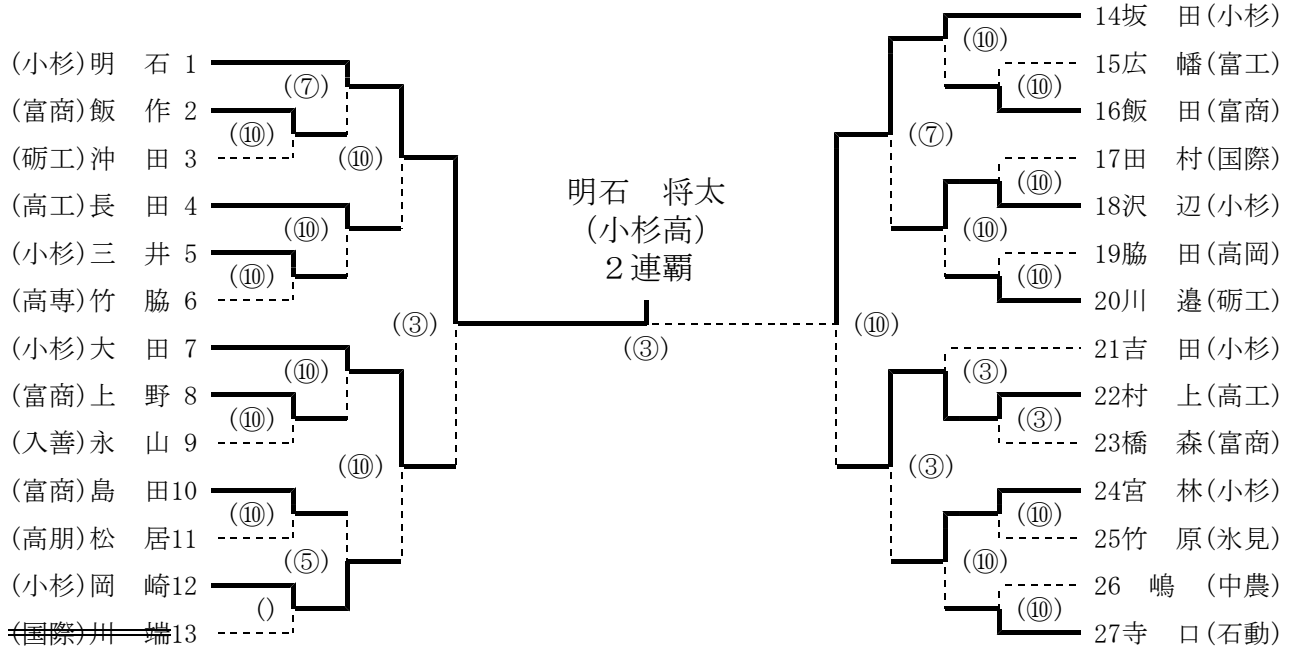 (小杉)明　石 1
(富商)飯　作 2
(砺工)沖　田 3
(高工)長　田 4
(小杉)三　井 5
(高専)竹　脇 6
(小杉)大　田 7
(富商)上　野 8
(入善)永　山 9
(富商)島　田10
(高朋)松　居11
(小杉)岡　崎12
(国際)川　端13
(⑦)
(⑩)
(⑩)
(⑩)
(⑩)
(③)
(⑩)
(⑩)
(⑩)
(⑩)
(⑤)
()
明石　将太
(小杉高)
２連覇
(③)
14坂　田(小杉)
15広　幡(富工)
16飯　田(富商)
17田　村(国際)
18沢　辺(小杉)
19脇　田(高岡)
20川　邉(砺工)
21吉　田(小杉)
22村　上(高工)
23橋　森(富商)
24宮　林(小杉)
25竹　原(氷見)
26　嶋　(中農)
27寺　口(石動)
(⑩)
(⑩)
(⑦)
(⑩)
(⑩)
(⑩)
(⑩)
(③)
(③)
(③)
(⑩)
(⑩)
(⑩)